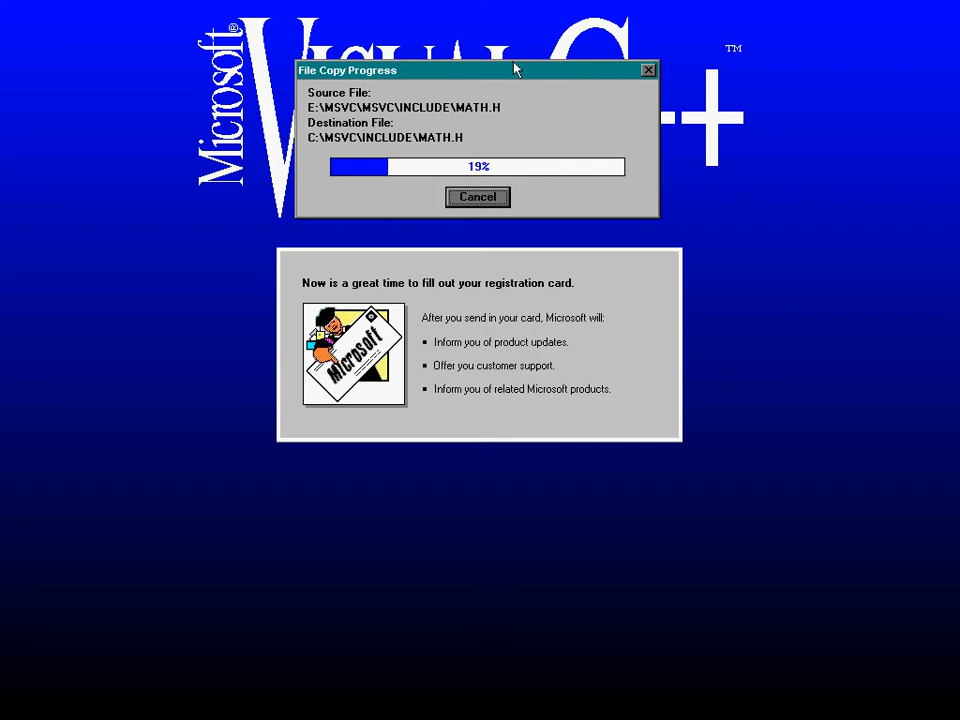 Microsoft®
VISUAL C++ ™
File Copy Progress
Source File:
E:\MSVC\MSVC\INCLUDE\MATH.H
Destination File:
C:\MSVC\INCLUDE\MATH.H
19%
Cancel
Now is a great time to fill out your registration card.
Microsoft
After you send in your card, Microsoft will:
▪ Inform you of product updates.
▪ Offer you customer support.
▪ Inform you of related Microsoft products.